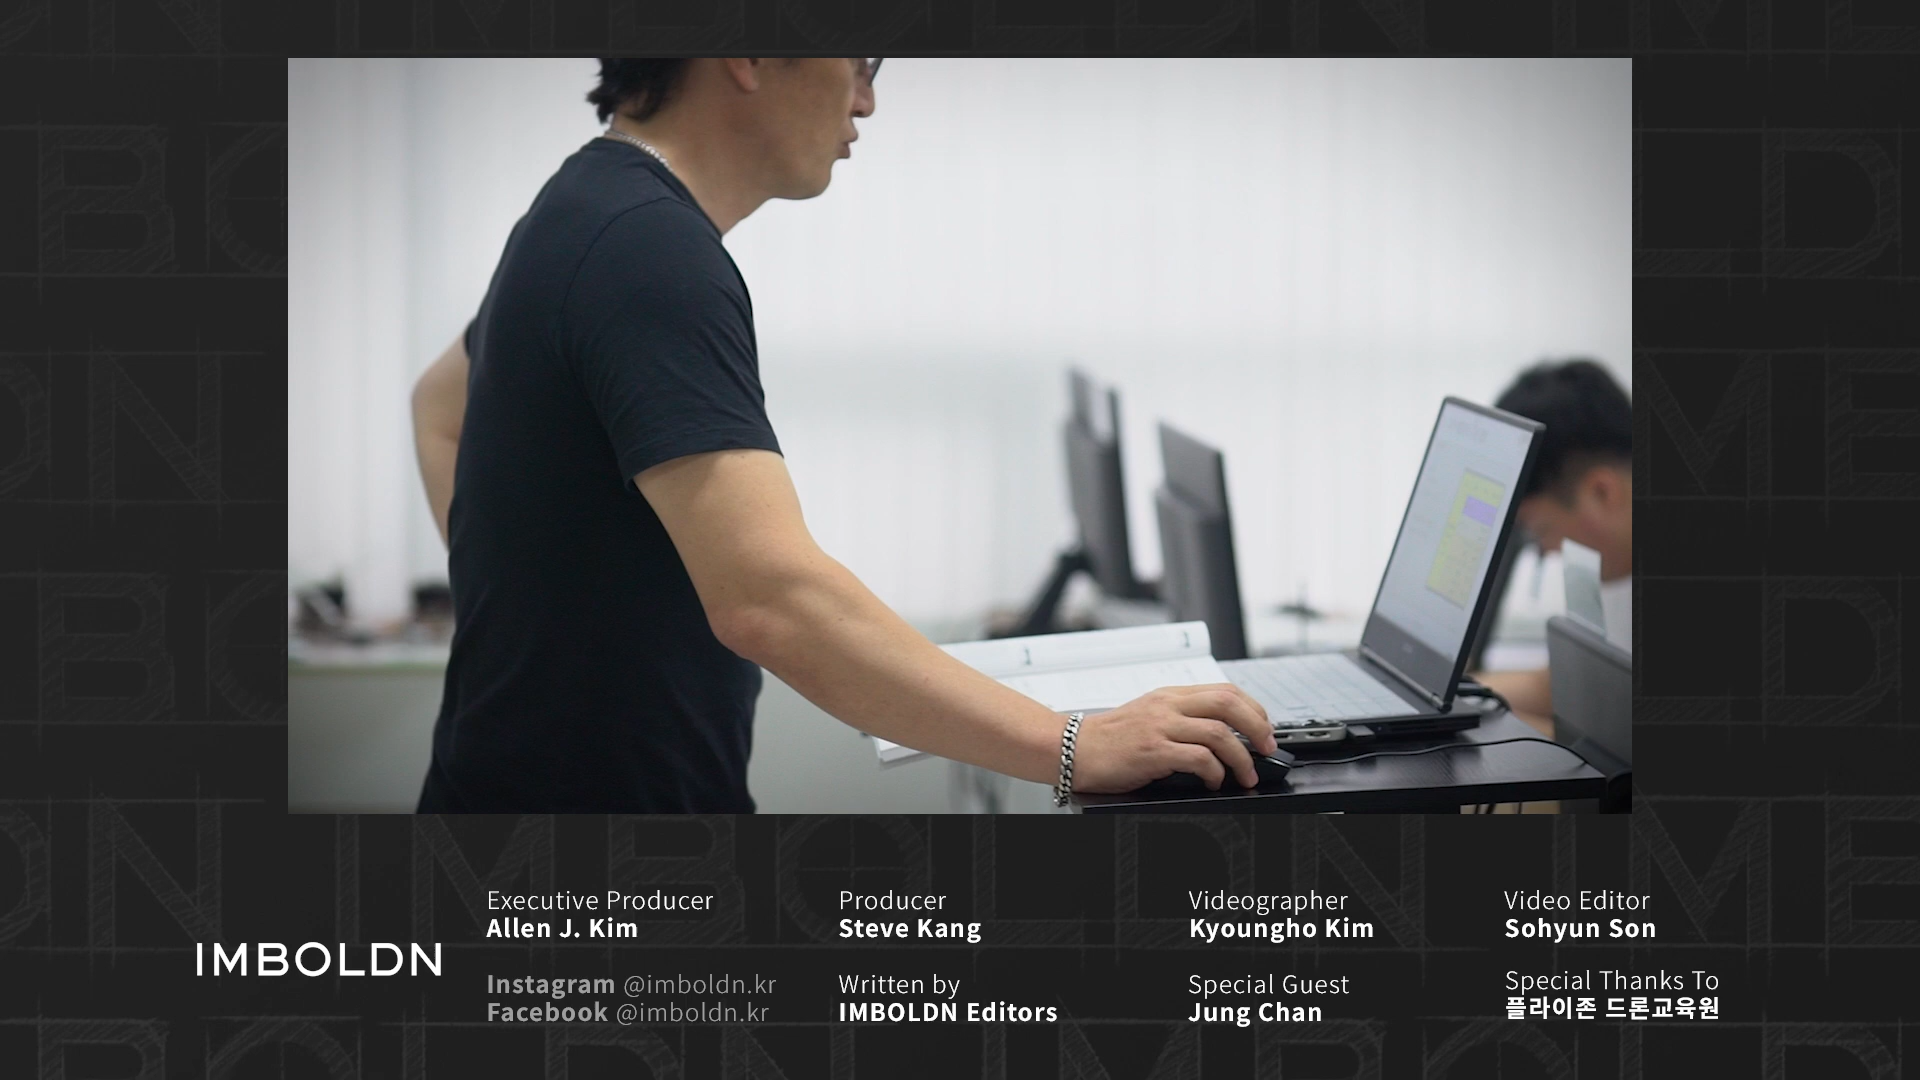 IMBOLDN
Executive Producer
Allen J. Kim
Instagram @imboldn.kr
Facebook @imboldn.kr
Producer
Steve Kang
Written by
IMBOLDN Editors
Videographer
Kyoungho Kim
Special Guest
Jung Chan
Video Editor
Sohyun Son
Special Thanks To
플라이존 드론교육원